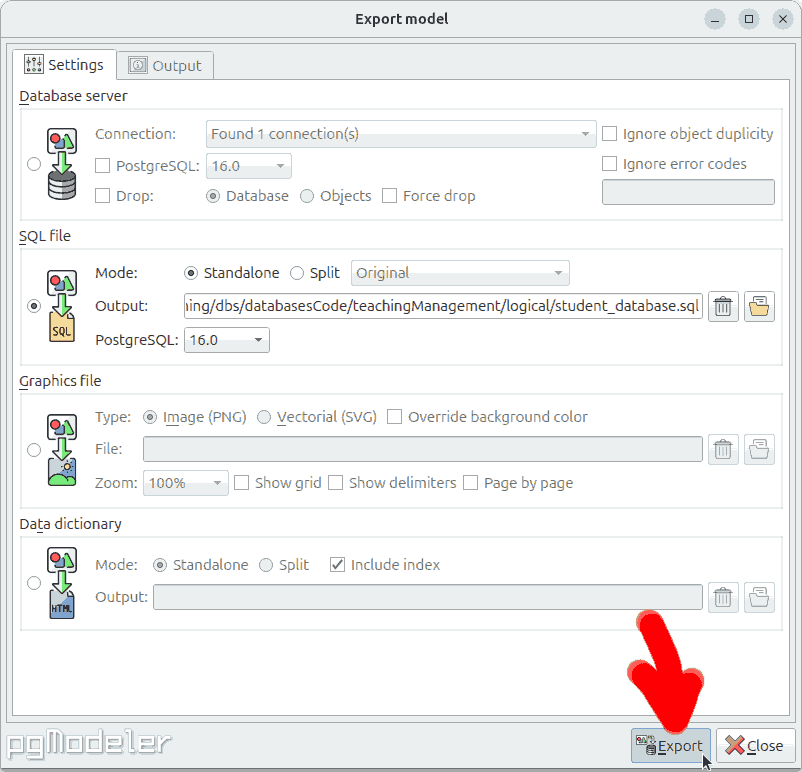 Export model
Settings
Output
Database server
Connection: Found 1 connection(s) Ignore object duplicity
PostgreSQL: 16.0 Ignore error codes
Drop: Database Objects Force drop
SQL file
Mode: Standalone Split Original
Output: ing/dbs/databasesCode/teachingManagement/logical/student_database.sql
SQL
PostgreSQL: 16.0
Graphics file
Type: Image (PNG) Vectorial (SVG) Override background color
File:
Zoom: 100% Show grid Show delimiters Page by page
Data dictionary
Mode: Standalone Split Include index
Output:
HTML
pgModeler
Export Close